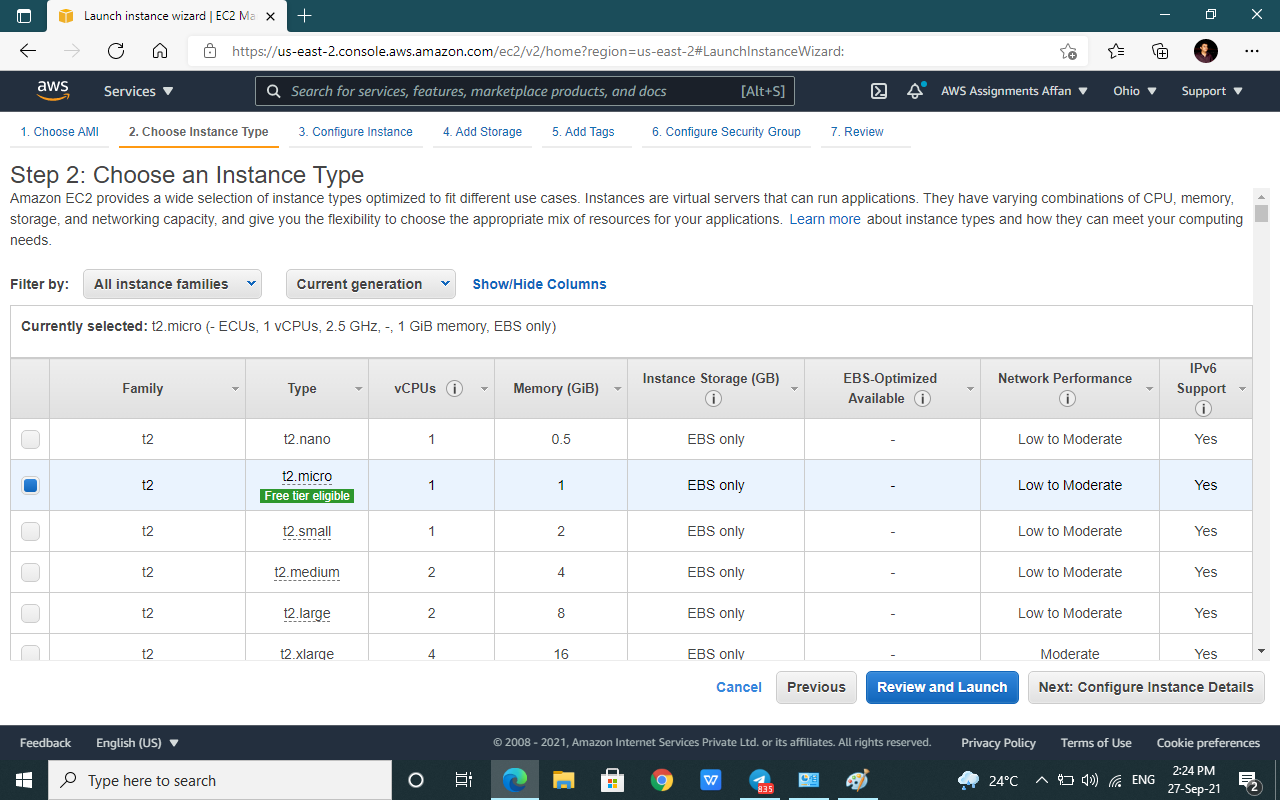 Launch instance wizard | EC2 Ma
https://us-east-2.console.aws.amazon.com/ec2/v2/home?region=us-east-2#LaunchInstanceWizard:
aws Services Search for services, features, marketplace products, and docs [Alt+S] AWS Assignments Affan Ohio Support
1. Choose AMI 2. Choose Instance Type 3. Configure Instance 4. Add Storage 5. Add Tags 6. Configure Security Group 7. Review
Step 2: Choose an Instance Type
Amazon EC2 provides a wide selection of instance types optimized to fit different use cases. Instances are virtual servers that can run applications. They have varying combinations of CPU, memory,
storage, and networking capacity, and give you the flexibility to choose the appropriate mix of resources for your applications. Learn more about instance types and how they can meet your computing
needs.
Filter by: All instance families Current generation Show/Hide Columns
Currently selected: t2.micro (- ECUs, 1 vCPUs, 2.5 GHz, -, 1 GiB memory, EBS only)
Family Type vCPUs Memory (GiB) Instance Storage (GB) EBS-Optimized Available Network Performance IPv6 Support
t2 t2.nano 1 0.5 EBS only - Low to Moderate Yes
t2 t2.micro 1 1 EBS only - Low to Moderate Yes
Free tier eligible
t2 t2.small 1 2 EBS only - Low to Moderate Yes
t2 t2.medium 2 4 EBS only - Low to Moderate Yes
t2 t2.large 2 8 EBS only - Low to Moderate Yes
t2 t2.xlarge 4 16 EBS only - Moderate Yes
Cancel Previous Review and Launch Next: Configure Instance Details
Feedback English (US) © 2008 - 2021, Amazon Internet Services Private Ltd. or its affiliates. All rights reserved. Privacy Policy Terms of Use Cookie preferences
Type here to search 835 24°C ENG 2:24 PM
27-Sep-21 2